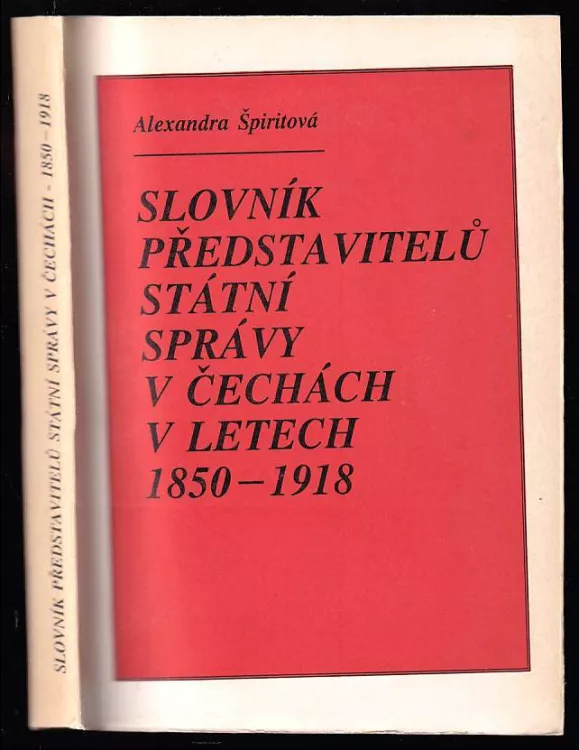 SLOVNÍK PŘEDSTAVITELŮ STÁTNÍ SPRÁVY V ČECHÁCH - 1850-1918
Alexandra Špiritová
SLOVNÍK
PŘEDSTAVITELŮ
STÁTNÍ
SPRÁVY
V ČECHÁCH
V LETECH
1850–1918